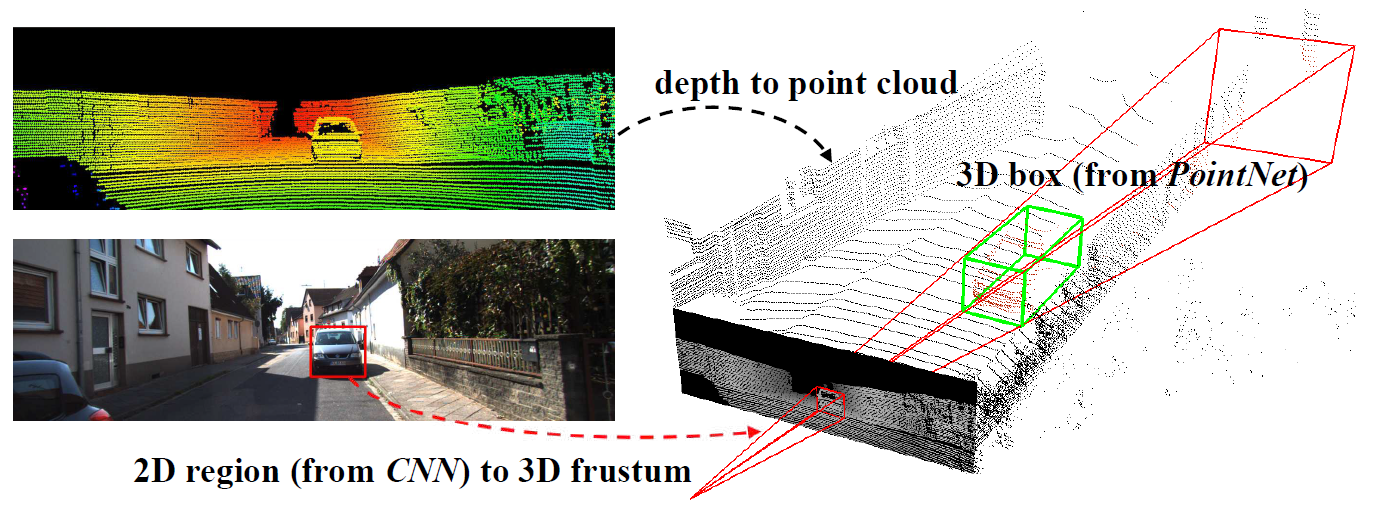 depth to point cloud
3D box (from PointNet)
2D region (from CNN) to 3D frustum